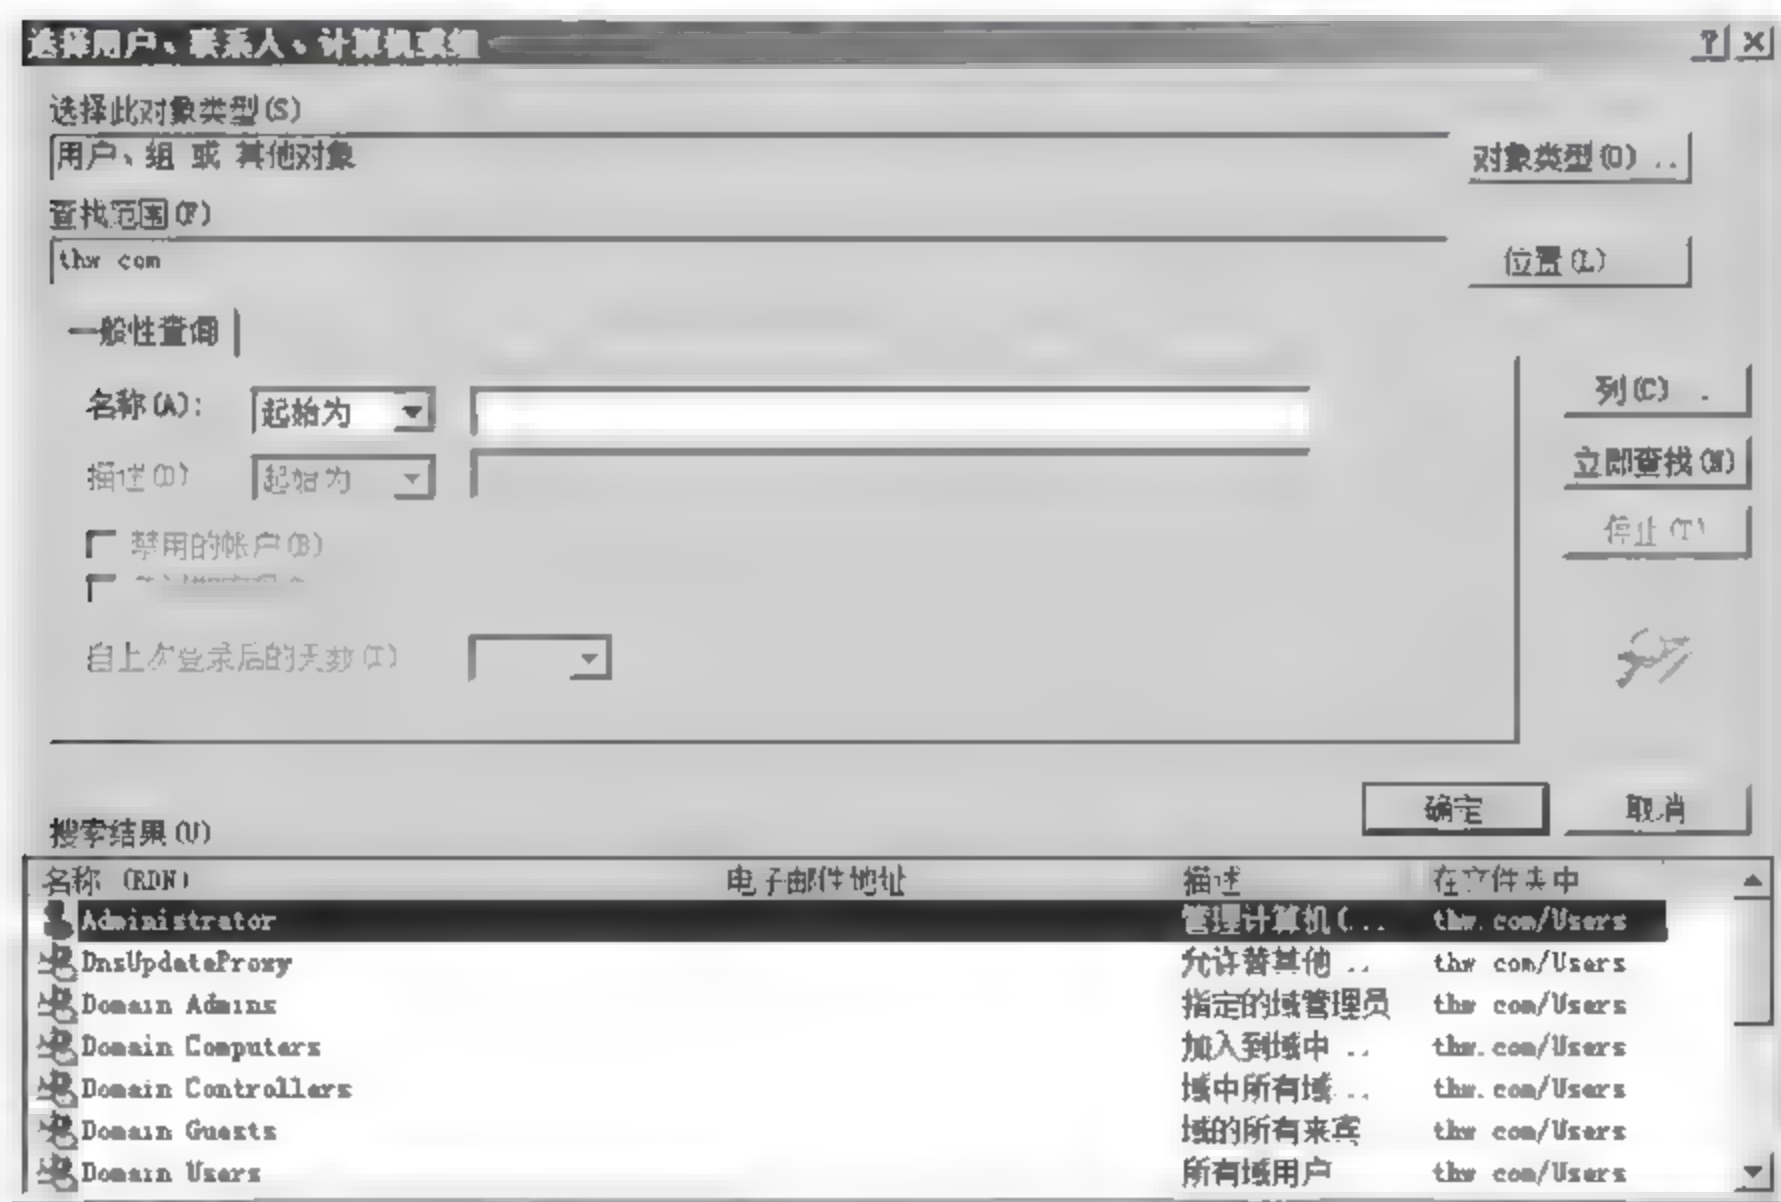 选择用户、联系人、计算机或组
选择此对象类型(S)
用户、组 或 其他对象
对象类型(O)..
查找范围(F)
thw com
位置(L)
一般性查询
名称(A):
起始为
列(C) .
描述(D)
起始为
立即查找(N)
禁用的帐户(B)
停止(T)
自上次登录后的天数(I)
确定
取消
搜索结果(U)
名称 (RDN) 电子邮件地址 描述 在文件夹中
Administrator 管理计算机(... thw.com/Users
DnsUpdateProxy 允许替其他 .. thw com/Users
Domain Admins 指定的域管理员 thw com/Users
Domain Computers 加入到域中 .. thw.com/Users
Domain Controllers 域中所有域... thw.com/Users
Domain Guests 域的所有来宾 thw com/Users
Domain Users 所有域用户 thw com/Users